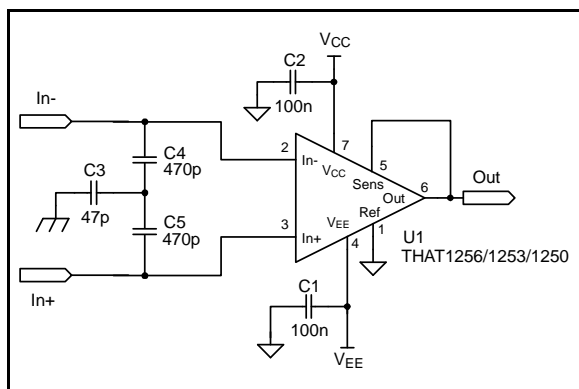 VCC
C2
100n
In-
C4
470p
C3
47p
C5
470p
In+
2
In-
7
VCC
5
Sens
Out
6
Out
3
In+
VEE
4
Ref
1
U1
THAT1256/1253/1250
C1
100n
VEE